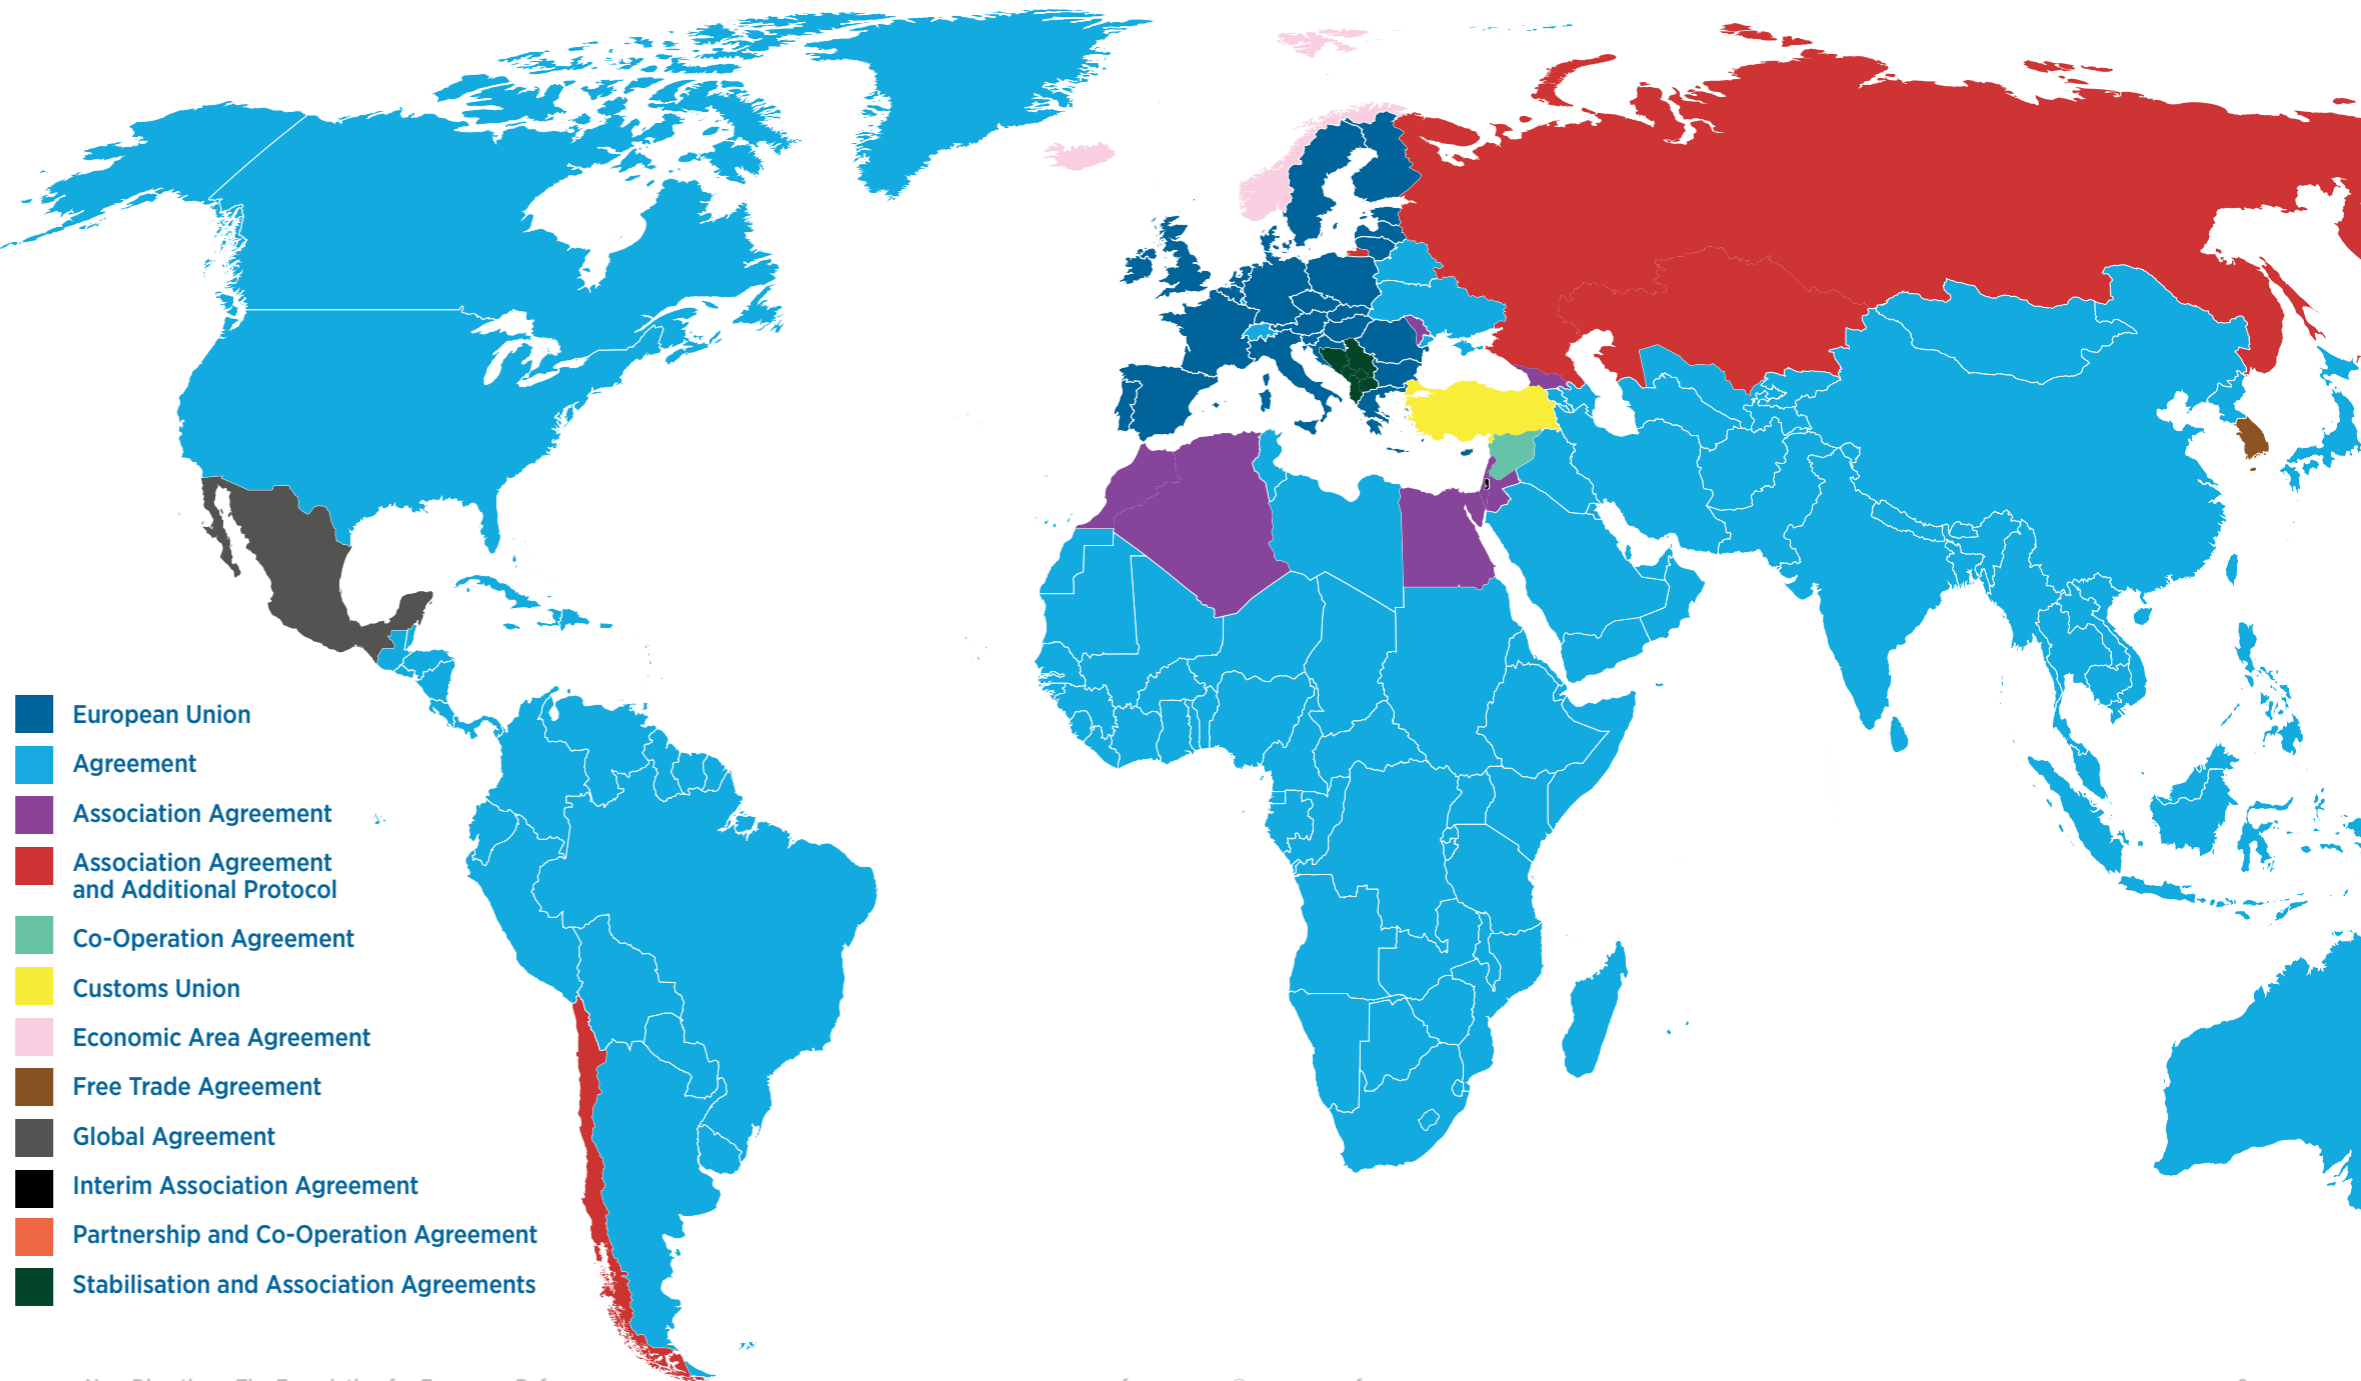 European Union
Agreement
Association Agreement
Association Agreement
and Additional Protocol
Co-Operation Agreement
Customs Union
Economic Area Agreement
Free Trade Agreement
Global Agreement
Interim Association Agreement
Partnership and Co-Operation Agreement
Stabilisation and Association Agreements